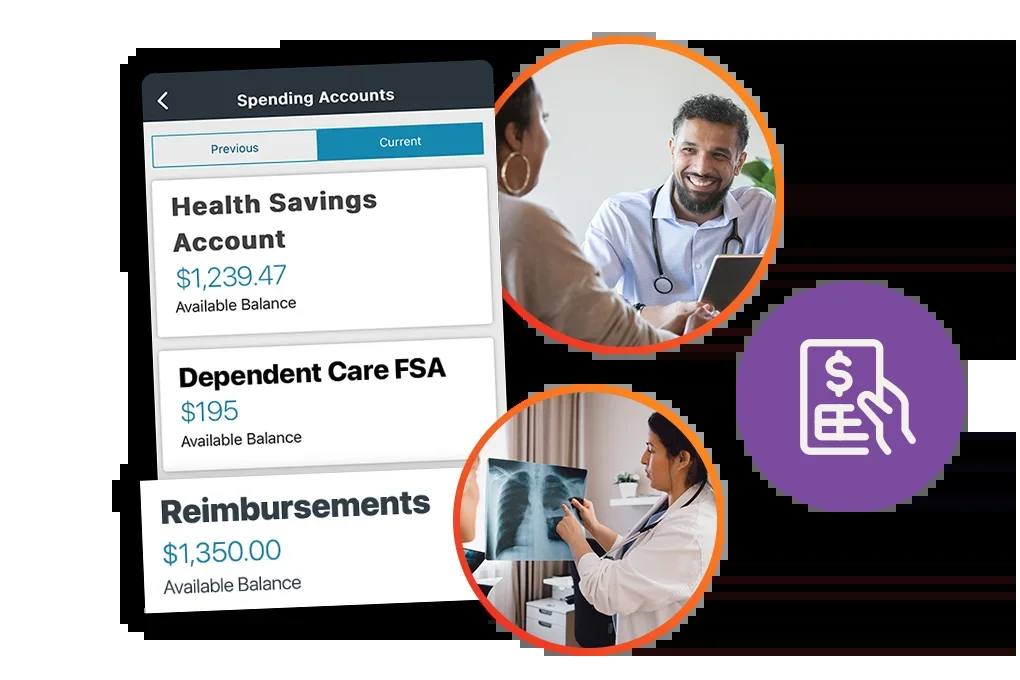 Spending Accounts
Previous
Current
Health Savings
Account
$1,239.47
Available Balance
Dependent Care FSA
$195
Available Balance
Reimbursements
$1,350.00
Available Balance
$